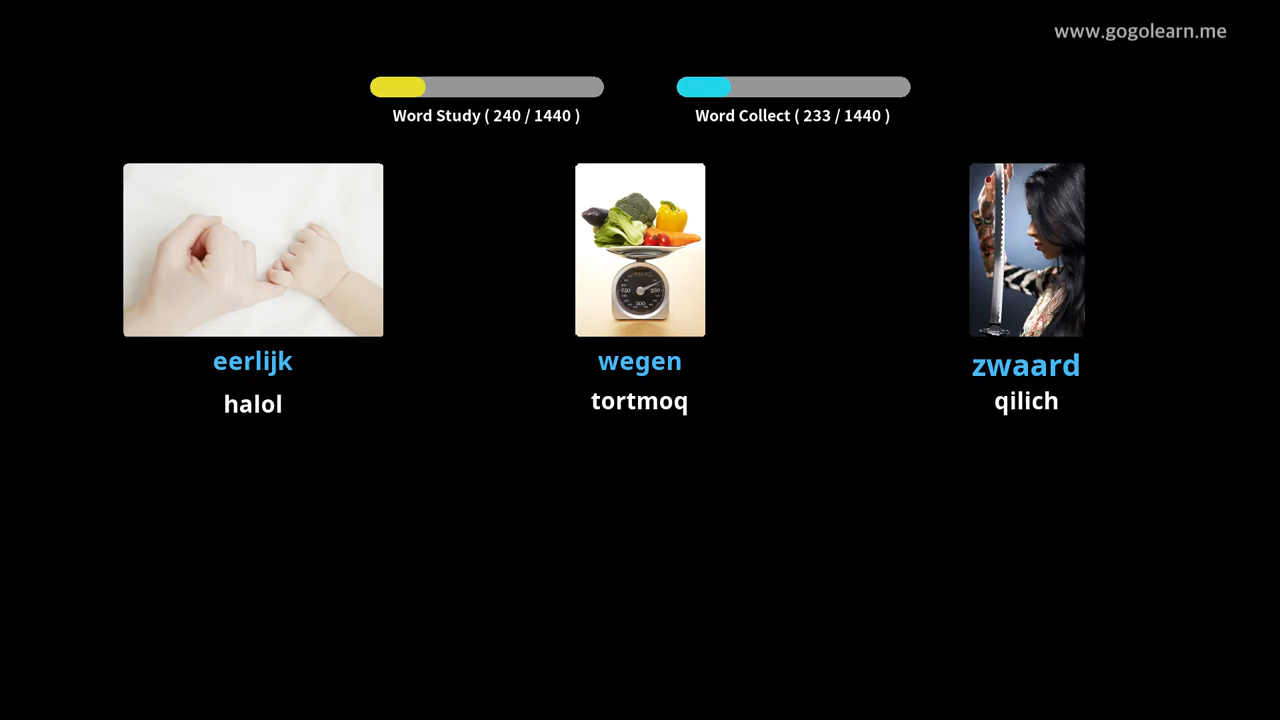 www.gogolearn.me
Word Study ( 240 / 1440 )
Word Collect ( 233 / 1440 )
eerlijk
wegen
zwaard
halol
tortmoq
qilich